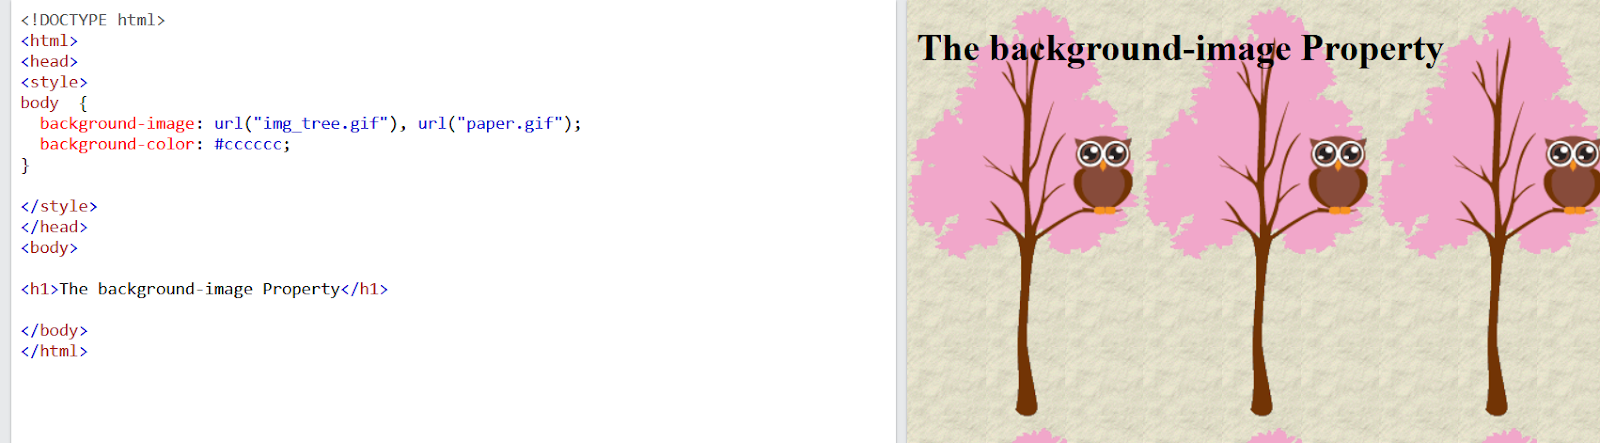 <!DOCTYPE html>
<html>
<head>
<style>
body  {
  background-image: url("img_tree.gif"), url("paper.gif");
  background-color: #cccccc;
}
</style>
</head>
<body>
<h1>The background-image Property</h1>
</body>
</html>
The background-image Property